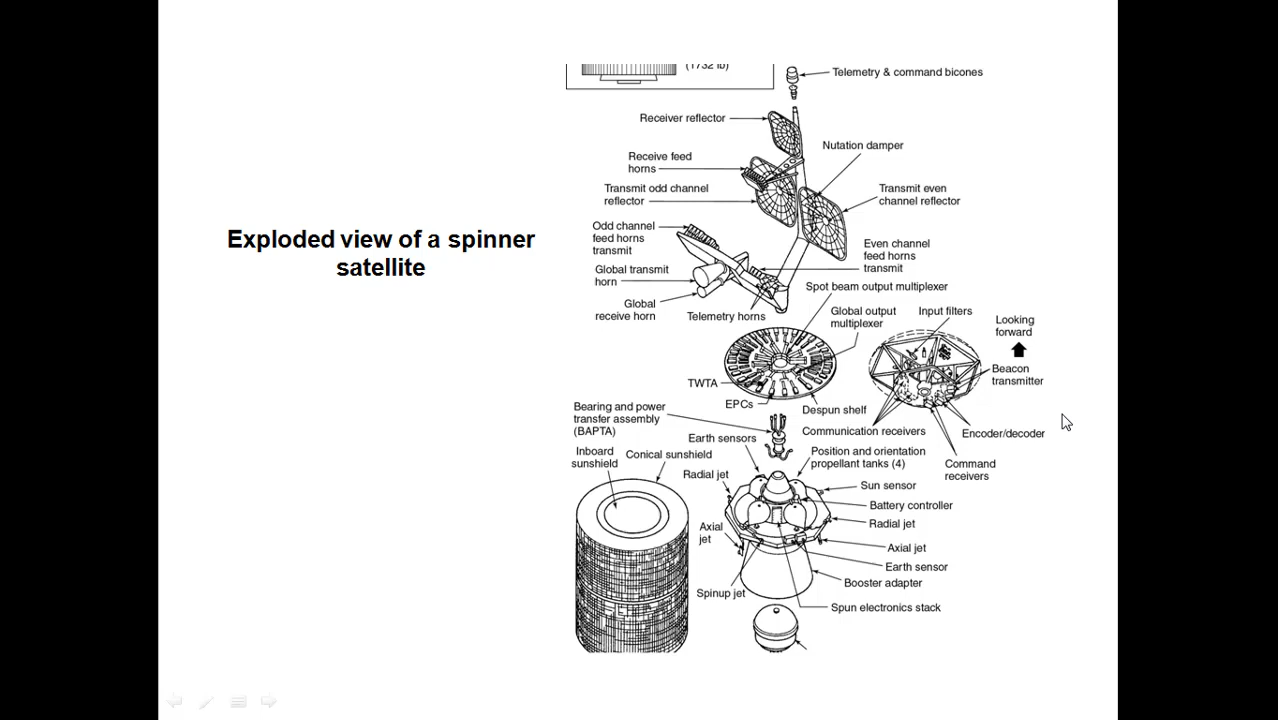 Exploded view of a spinner
satellite
(1732 lb)
Telemetry & command bicones
Receiver reflector
Nutation damper
Receive feed
horns
Transmit odd channel
reflector
Transmit even
channel reflector
Odd channel
feed horns
transmit
Even channel
feed horns
transmit
Global transmit
horn
Spot beam output multiplexer
Global
receive horn
Telemetry horns
Global output
multiplexer
Input filters
Looking
forward
Beacon
transmitter
TWTA
EPCs
Despun shelf
Bearing and power
transfer assembly
(BAPTA)
Communication receivers
Encoder/decoder
Earth sensors
Position and orientation
propellant tanks (4)
Command
receivers
Inboard
sunshield
Conical sunshield
Radial jet
Sun sensor
Battery controller
Radial jet
Axial
jet
Axial jet
Earth sensor
Booster adapter
Spinup jet
Spun electronics stack